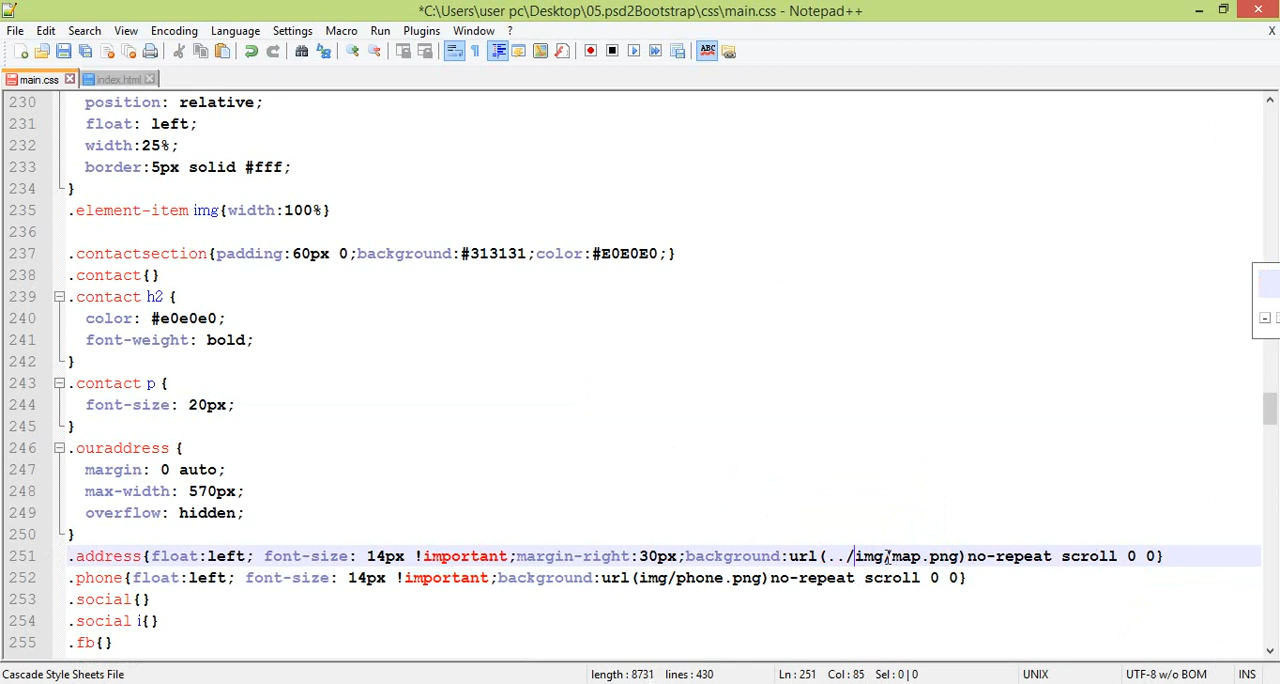 *C:\Users\user pc\Desktop\05.psd2Bootstrap\css\main.css - Notepad++
File Edit Search View Encoding Language Settings Macro Run Plugins Window ? X
ABC
main.css index.html
230 position: relative;
231 float: left;
232 width:25%;
233 border:5px solid #fff;
234 }
235 .element-item img{width:100%}
236
237 .contactsection{padding:60px 0;background:#313131;color:#E0E0E0;}
238 .contact{}
239 .contact h2 {
240 color: #e0e0e0;
241 font-weight: bold;
242 }
243 .contact p {
244 font-size: 20px;
245 }
246 .ouraddress {
247 margin: 0 auto;
248 max-width: 570px;
249 overflow: hidden;
250 }
251 .address{float:left; font-size: 14px !important;margin-right:30px;background:url(../img/map.png)no-repeat scroll 0 0}
252 .phone{float:left; font-size: 14px !important;background:url(img/phone.png)no-repeat scroll 0 0}
253 .social{}
254 .social i{}
255 .fb{}
Cascade Style Sheets File length : 8731 lines : 430 Ln : 251 Col : 85 Sel : 0 | 0 UNIX UTF-8 w/o BOM INS